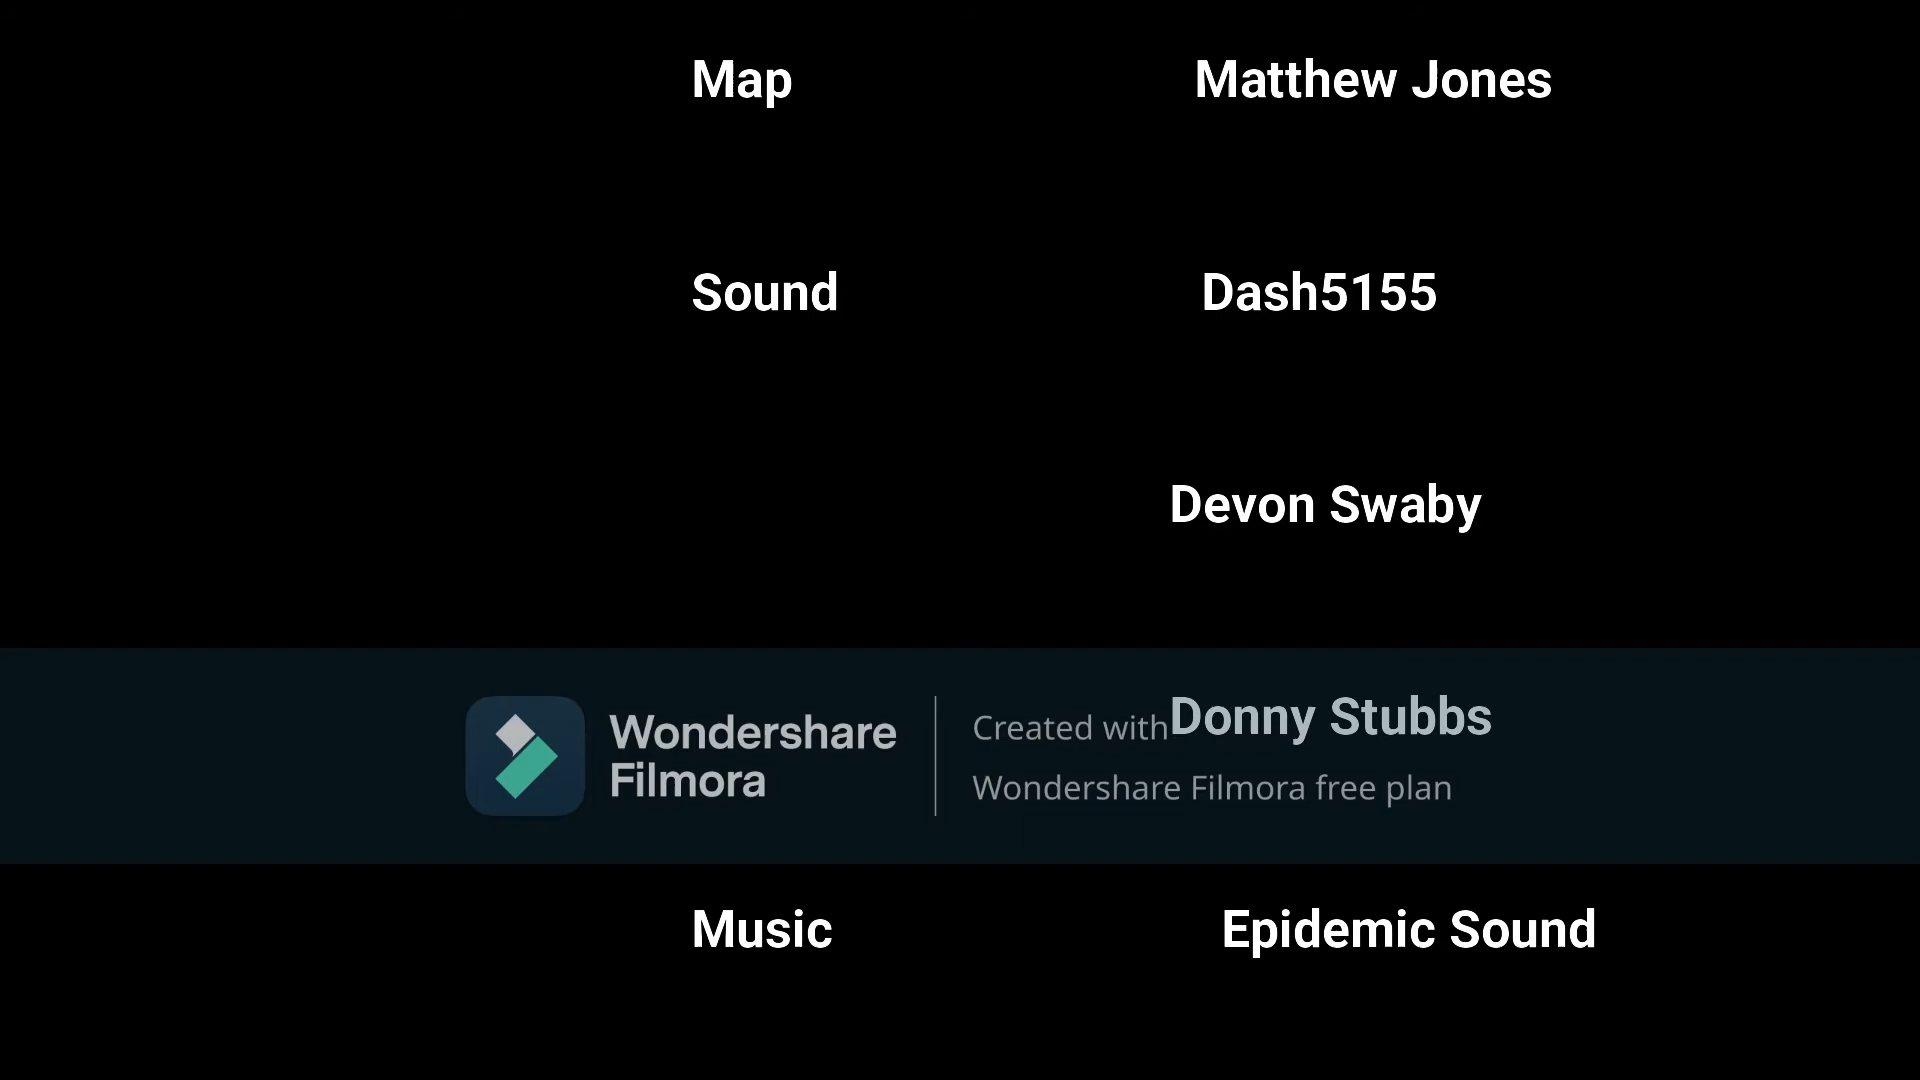 Map Matthew Jones
Sound Dash5155
Devon Swaby
Donny Stubbs
Wondershare
Filmora
Created with
Wondershare Filmora free plan
Music Epidemic Sound